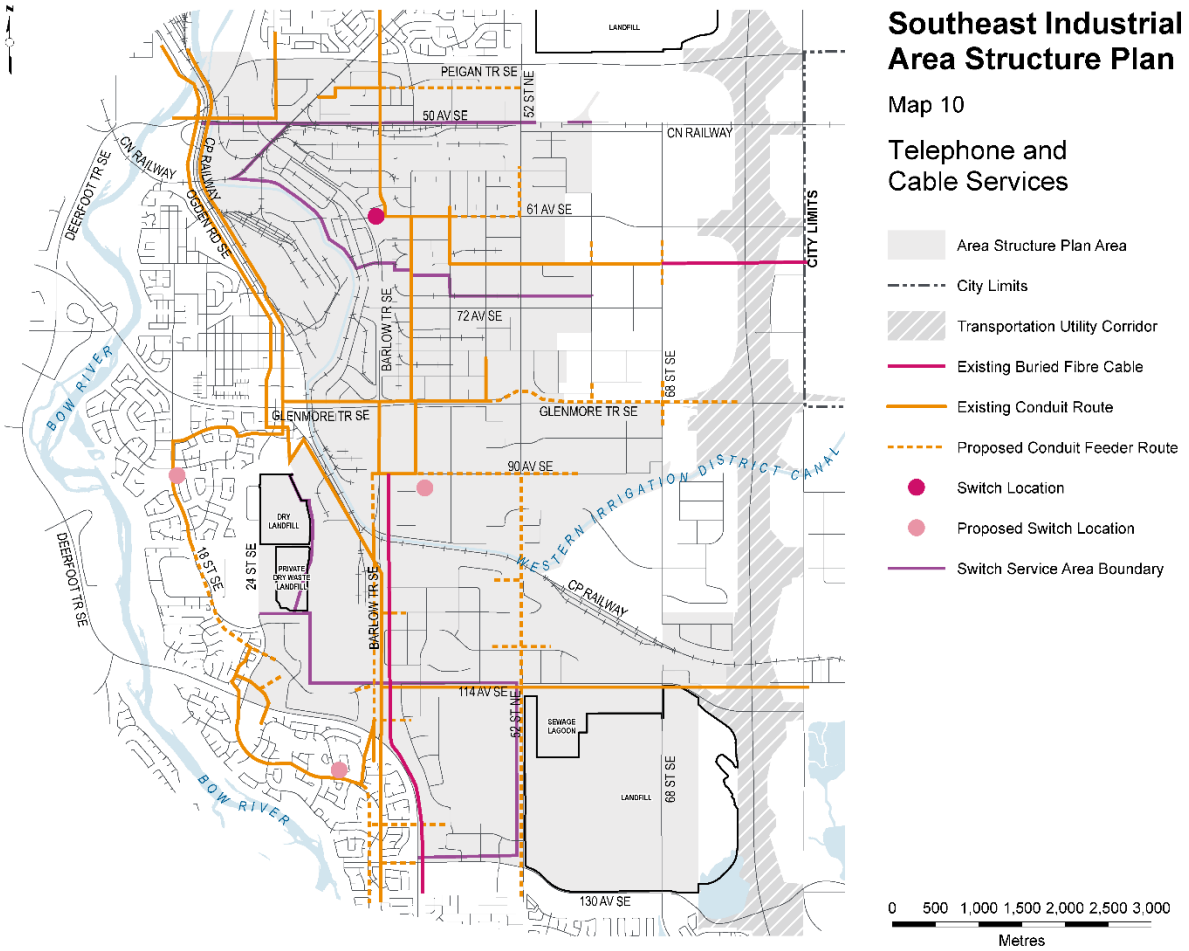 N
Southeast Industrial
Area Structure Plan
Map 10
Telephone and
Cable Services
Area Structure Plan Area
City Limits
Transportation Utility Corridor
Existing Buried Fibre Cable
Existing Conduit Route
Proposed Conduit Feeder Route
Switch Location
Proposed Switch Location
Switch Service Area Boundary
0 500 1,000 1,500 2,000 2,500 3,000
Metres
LANDFILL
PEIGAN TR SE
52 ST NE
50 AV SE
CN RAILWAY
CN RAILWAY
CP RAILWAY
DEERFOOT TR SE
OGDEN RD SE
61 AV SE
CITY LIMITS
BARLOW TR SE
72 AV SE
68 ST SE
BOW RIVER
GLENMORE TR SE
GLENMORE TR SE
90 AV SE
WESTERN IRRIGATION DISTRICT CANAL
DRY
LANDFILL
PRIVATE
DRY WASTE
LANDFILL
24 ST SE
18 ST SE
DEERFOOT TR SE
BARLOW TR SE
CP RAILWAY
114 AV SE
52 ST NE
SEWAGE
LAGOON
LANDFILL
68 ST SE
BOW RIVER
130 AV SE